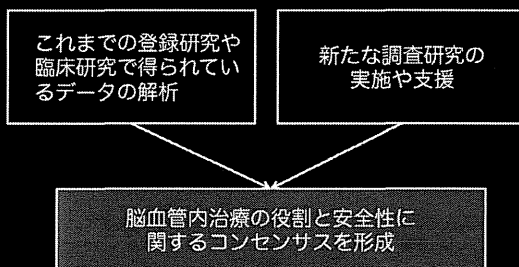 これまでの登録研究や
臨床研究で得られてい
るデータの解析
新たな調査研究の
実施や支援
脳血管内治療の役割と安全性に
関するコンセンサスを形成